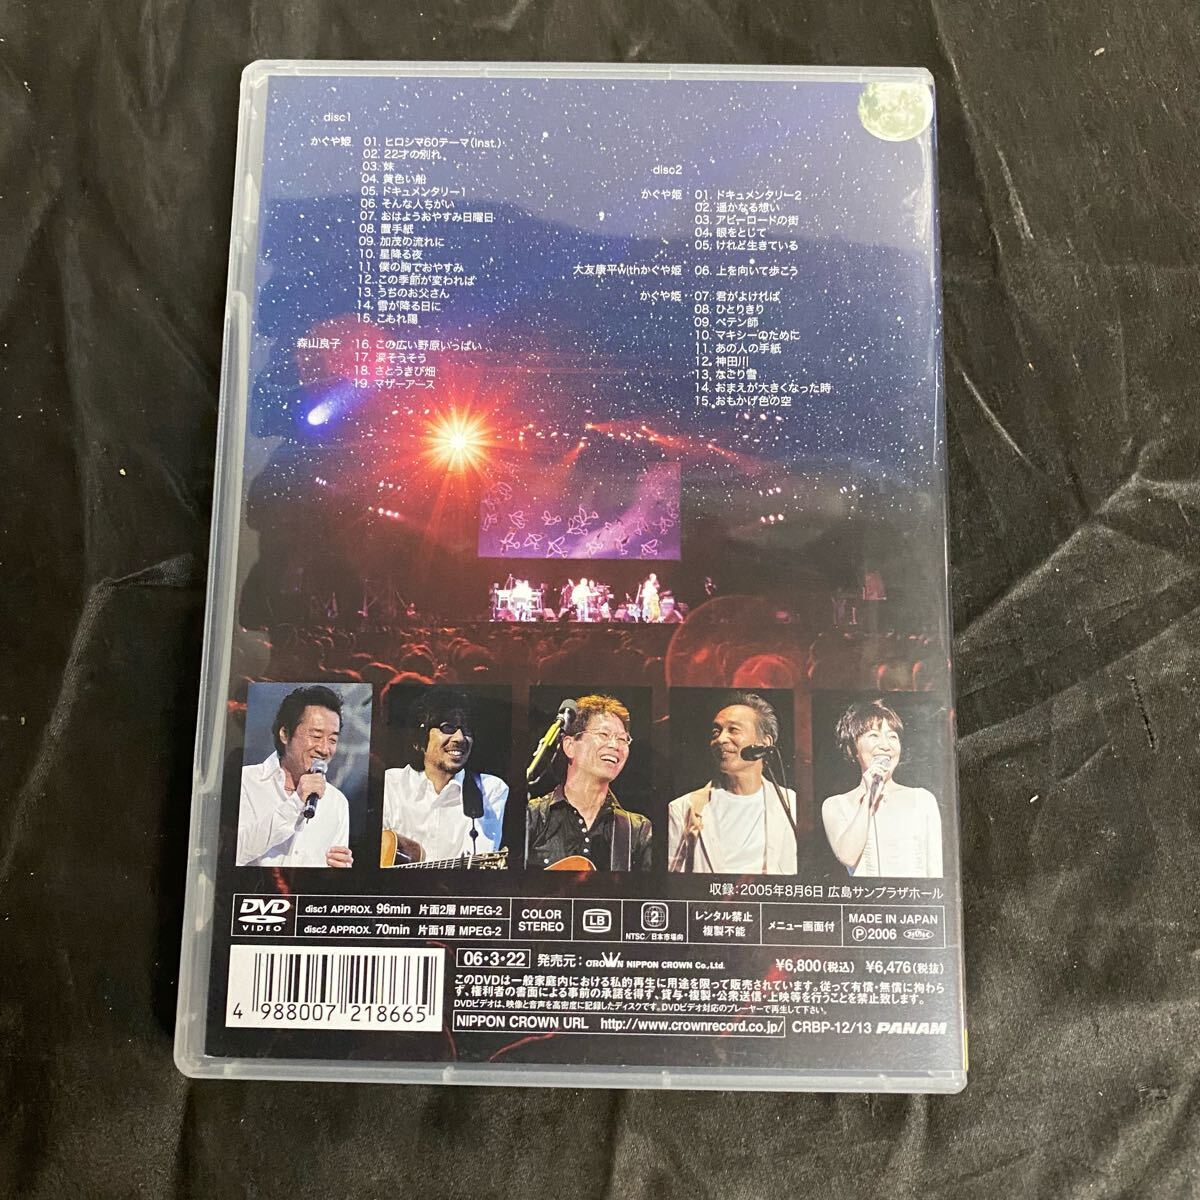 disc1
かぐや姫 01. ヒロシマ60テーマ(Inst.)
02. 22才の別れ
03. 妹
04. 黄色い船
05. ドキュメンタリー1
06. そんな人ちがい
07. おはようおやすみ日曜日
08. 置手紙
09. 加茂の流れに
10. 星降る夜
11. 僕の胸でおやすみ
12. この季節が変われば
13. うちのお父さん
14. 雪が降る日に
15. こもれ陽
森山良子 16. この広い野原いっぱい
17. 涙そうそう
18. さとうきび畑
19. マザーアース
disc2
かぐや姫 01. ドキュメンタリー2
02. 遥かなる想い
03. アビーロードの街
04. 眼をとじて
05. けれど生きている
大友康平withかぐや姫 06. 上を向いて歩こう
かぐや姫 07. 君がよければ
08. ひとりきり
09. ペテン師
10. マキシーのために
11. あの人の手紙
12. 神田川
13. なごり雪
14. おまえが大きくなった時
15. おもかげ色の空
収録:2005年8月6日 広島サンプラザホール
DVD VIDEO
disc1 APPROX. 96min 片面2層 MPEG-2
disc2 APPROX. 70min 片面1層 MPEG-2
COLOR
STEREO
LB
2
NTSC/日本市場向
レンタル禁止
複製不能
メニュー画面付
MADE IN JAPAN
Ⓟ2006
06・3・22 発売元: CROWN NIPPON CROWN Co.,Ltd. ¥6,800(税込) ¥6,476(税抜)
このDVDは一般家庭内における私的再生に用途を限って販売されています。従って有償・無償に拘わら
ず、権利者の書面による事前の承諾を得ず、貸与・複製・公衆送信・上映等を行うことを禁止致します。
DVDビデオは、映像と音声を高密度に記録したディスクです。DVDビデオ対応のプレーヤーで再生して下さい。
NIPPON CROWN URL http://www.crownrecord.co.jp/ CRBP-12/13 PANAM
4 988007 218665